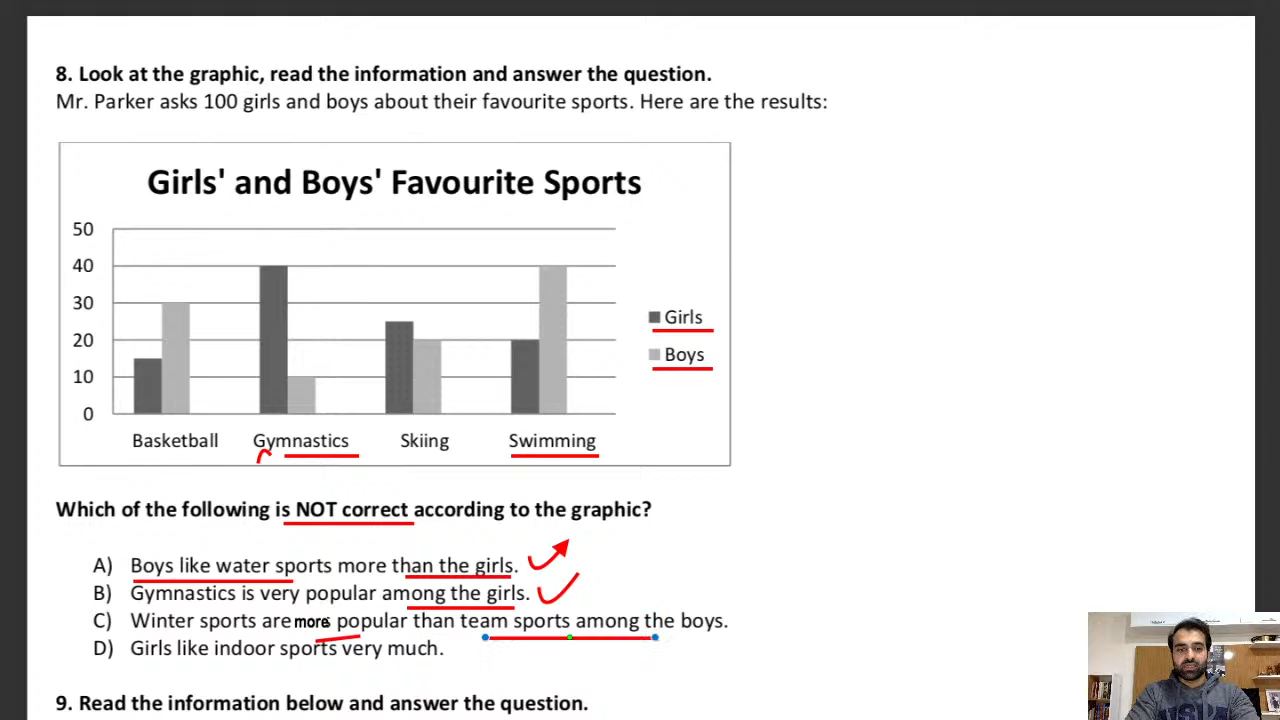 8. Look at the graphic, read the information and answer the question.
Mr. Parker asks 100 girls and boys about their favourite sports. Here are the results:
Girls' and Boys' Favourite Sports
50
40
30
20
10
0
Basketball Gymnastics Skiing Swimming
Girls
Boys
Which of the following is NOT correct according to the graphic?
A) Boys like water sports more than the girls.
B) Gymnastics is very popular among the girls.
C) Winter sports are more popular than team sports among the boys.
D) Girls like indoor sports very much.
9. Read the information below and answer the question.